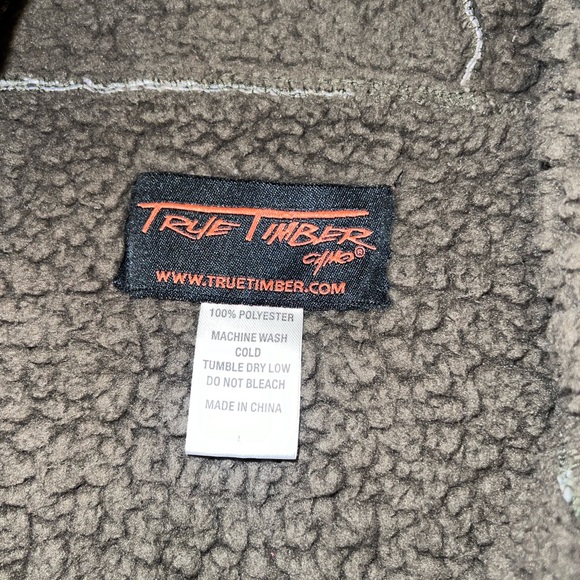 TRUE TIMBER
CAMO®
WWW.TRUETIMBER.COM
100% POLYESTER
MACHINE WASH
COLD
TUMBLE DRY LOW
DO NOT BLEACH
MADE IN CHINA
1